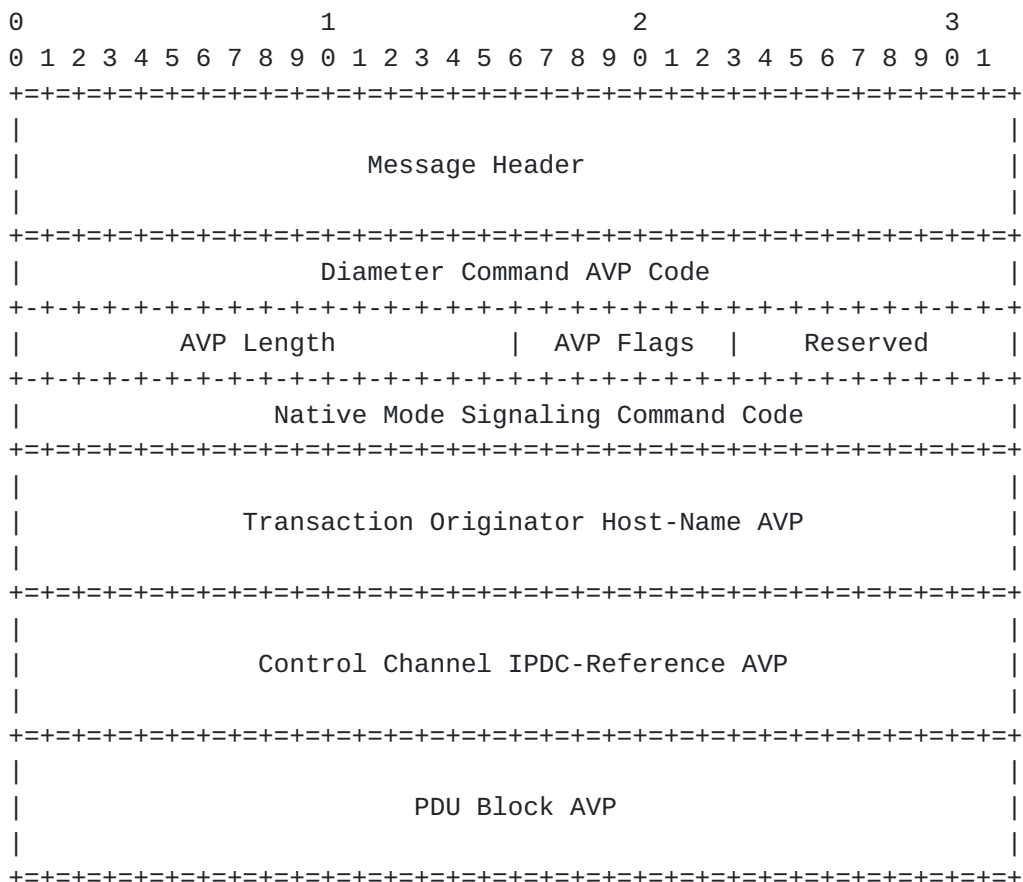 0                   1                   2                   3
0 1 2 3 4 5 6 7 8 9 0 1 2 3 4 5 6 7 8 9 0 1 2 3 4 5 6 7 8 9 0 1
+=+=+=+=+=+=+=+=+=+=+=+=+=+=+=+=+=+=+=+=+=+=+=+=+=+=+=+=+=+=+=+=+
|                                                               |
|                      Message Header                           |
|                                                               |
+=+=+=+=+=+=+=+=+=+=+=+=+=+=+=+=+=+=+=+=+=+=+=+=+=+=+=+=+=+=+=+=+
|                   Diameter Command AVP Code                   |
+-+-+-+-+-+-+-+-+-+-+-+-+-+-+-+-+-+-+-+-+-+-+-+-+-+-+-+-+-+-+-+-+
|          AVP Length           |  AVP Flags  |    Reserved     |
+-+-+-+-+-+-+-+-+-+-+-+-+-+-+-+-+-+-+-+-+-+-+-+-+-+-+-+-+-+-+-+-+
|                Native Mode Signaling Command Code             |
+=+=+=+=+=+=+=+=+=+=+=+=+=+=+=+=+=+=+=+=+=+=+=+=+=+=+=+=+=+=+=+=+
|                                                               |
|              Transaction Originator Host-Name AVP             |
|                                                               |
+=+=+=+=+=+=+=+=+=+=+=+=+=+=+=+=+=+=+=+=+=+=+=+=+=+=+=+=+=+=+=+=+
|                                                               |
|               Control Channel IPDC-Reference AVP              |
|                                                               |
+=+=+=+=+=+=+=+=+=+=+=+=+=+=+=+=+=+=+=+=+=+=+=+=+=+=+=+=+=+=+=+=+
|                                                               |
|                         PDU Block AVP                         |
|                                                               |
+=+=+=+=+=+=+=+=+=+=+=+=+=+=+=+=+=+=+=+=+=+=+=+=+=+=+=+=+=+=+=+=+